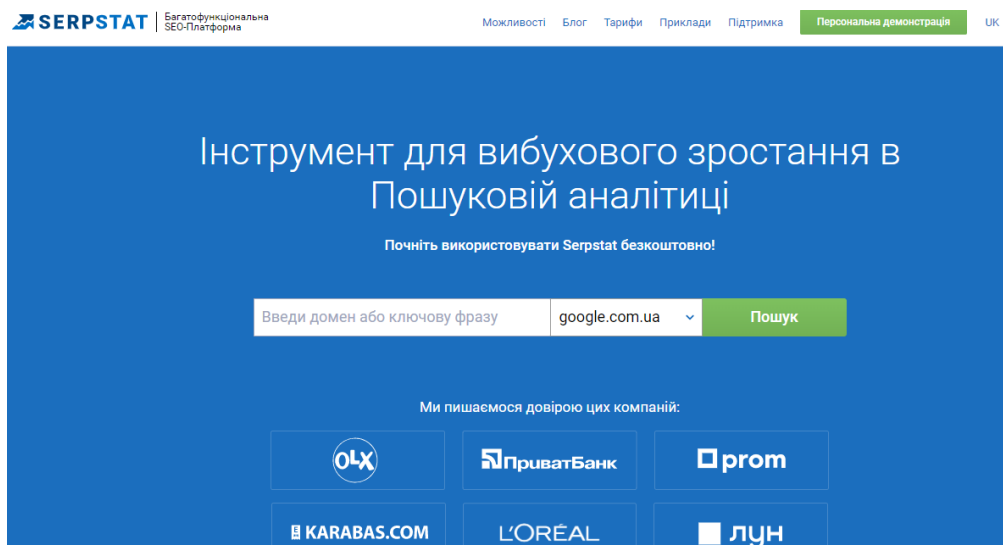 SERPSTAT
Багатофункціональна
SEO-Платформа
Можливості Блог Тарифи Приклади Підтримка Персональна демонстрація UK
Інструмент для вибухового зростання в
Пошуковій аналітиці
Почніть використовувати Serpstat безкоштовно!
Введи домен або ключову фразу google.com.ua Пошук
Ми пишаємося довірою цих компаній:
OLX ПриватБанк prom
KARABAS.COM L'ORÉAL лун